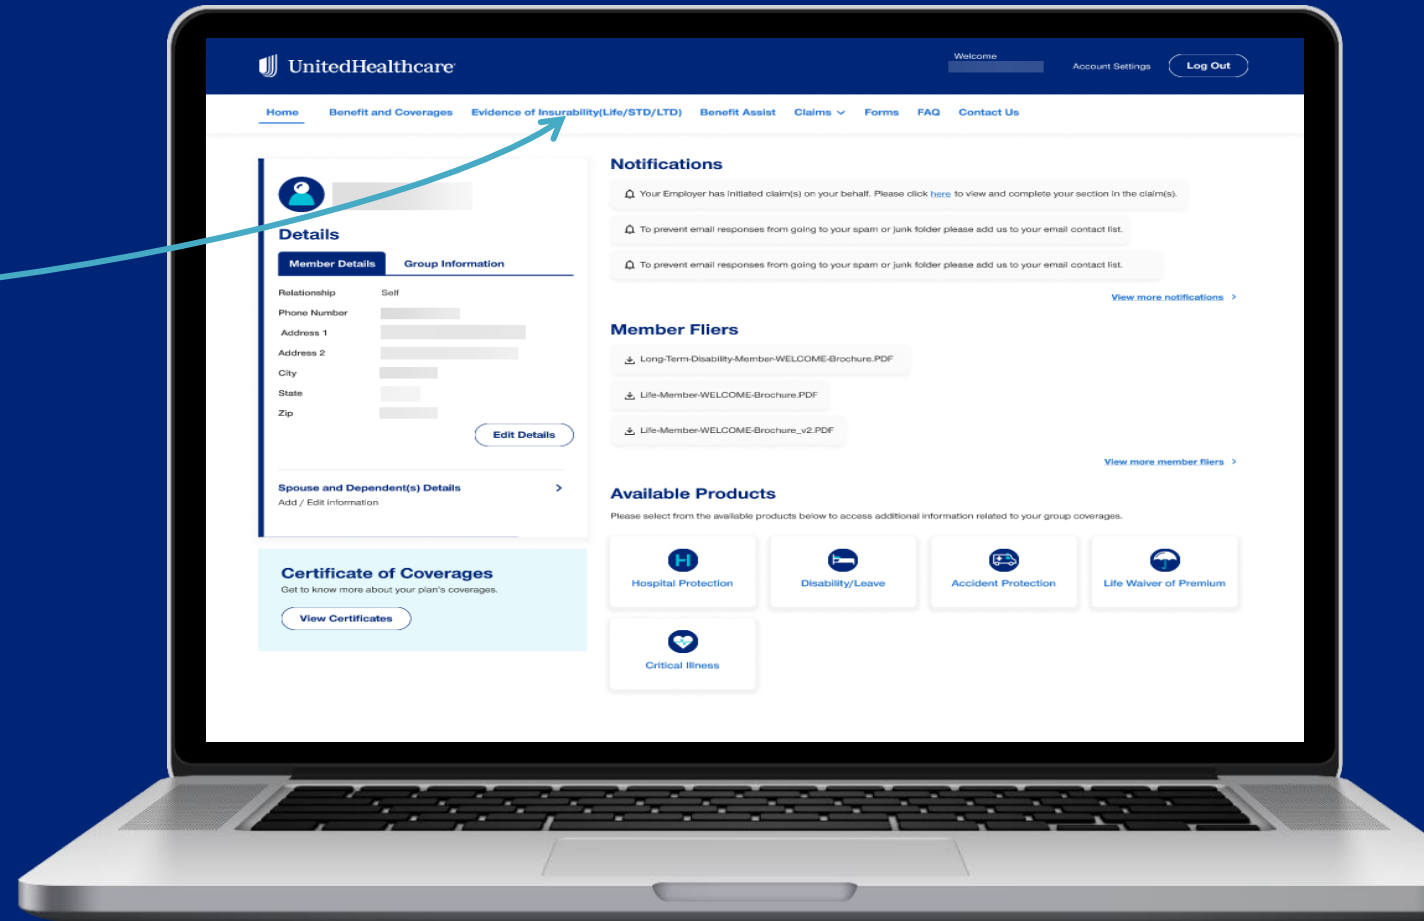 UnitedHealthcare
Welcome
Account Settings
Log Out
Home Benefit and Coverages Evidence of Insurability(Life/STD/LTD) Benefit Assist Claims Forms FAQ Contact Us
Details
Member Details Group Information
Relationship Self
Phone Number
Address 1
Address 2
City
State
Zip
Edit Details
Spouse and Dependent(s) Details
Add / Edit information
Certificate of Coverages
Get to know more about your plan's coverages.
View Certificates
Notifications
Your Employer has initiated claim(s) on your behalf. Please click here to view and complete your section in the claim(s).
To prevent email responses from going to your spam or junk folder please add us to your email contact list.
To prevent email responses from going to your spam or junk folder please add us to your email contact list.
View more notifications
Member Fliers
Long-Term-Disability-Member-WELCOME-Brochure.PDF
Life-Member-WELCOME-Brochure.PDF
Life-Member-WELCOME-Brochure_v2.PDF
View more member fliers
Available Products
Please select from the available products below to access additional information related to your group coverages.
Hospital Protection
Disability/Leave
Accident Protection
Life Waiver of Premium
Critical Illness